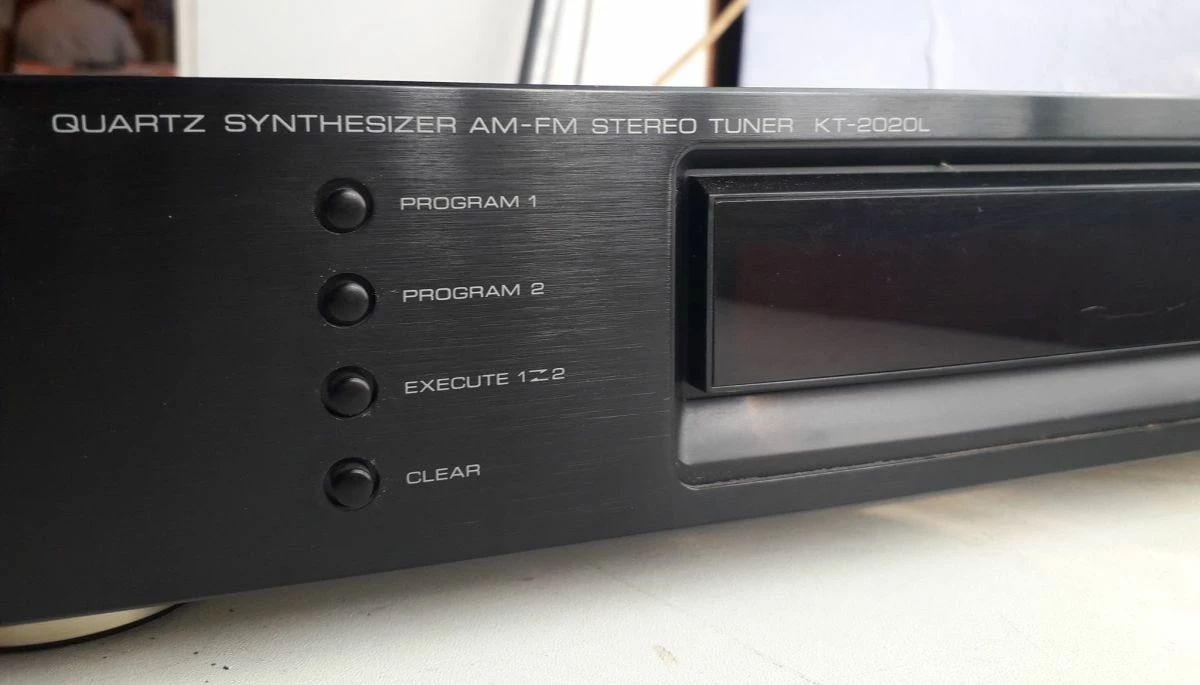 QUARTZ SYNTHESIZER AM-FM STEREO TUNER KT-2020L
PROGRAM 1
PROGRAM 2
EXECUTE 1⇄2
CLEAR